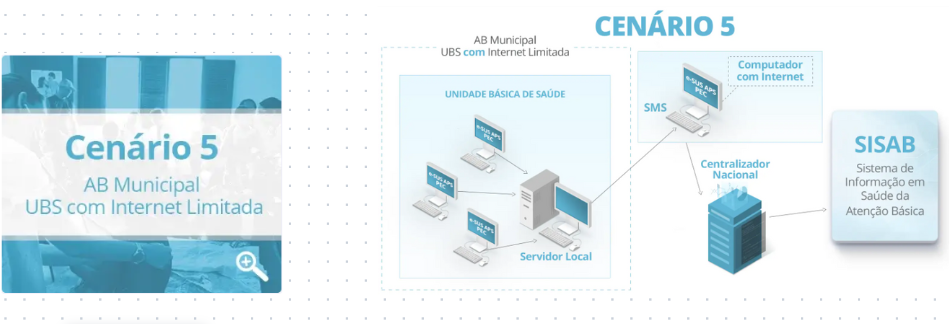 Cenário 5
AB Municipal
UBS com Internet Limitada
CENÁRIO 5
AB Municipal
UBS com Internet Limitada
UNIDADE BÁSICA DE SAÚDE
e-SUS APS
PEC
e-SUS APS
PEC
e-SUS APS
PEC
Servidor Local
SMS
e-SUS APS
PEC
Computador
com Internet
Centralizador
Nacional
SISAB
Sistema de
Informação em
Saúde da
Atenção Básica